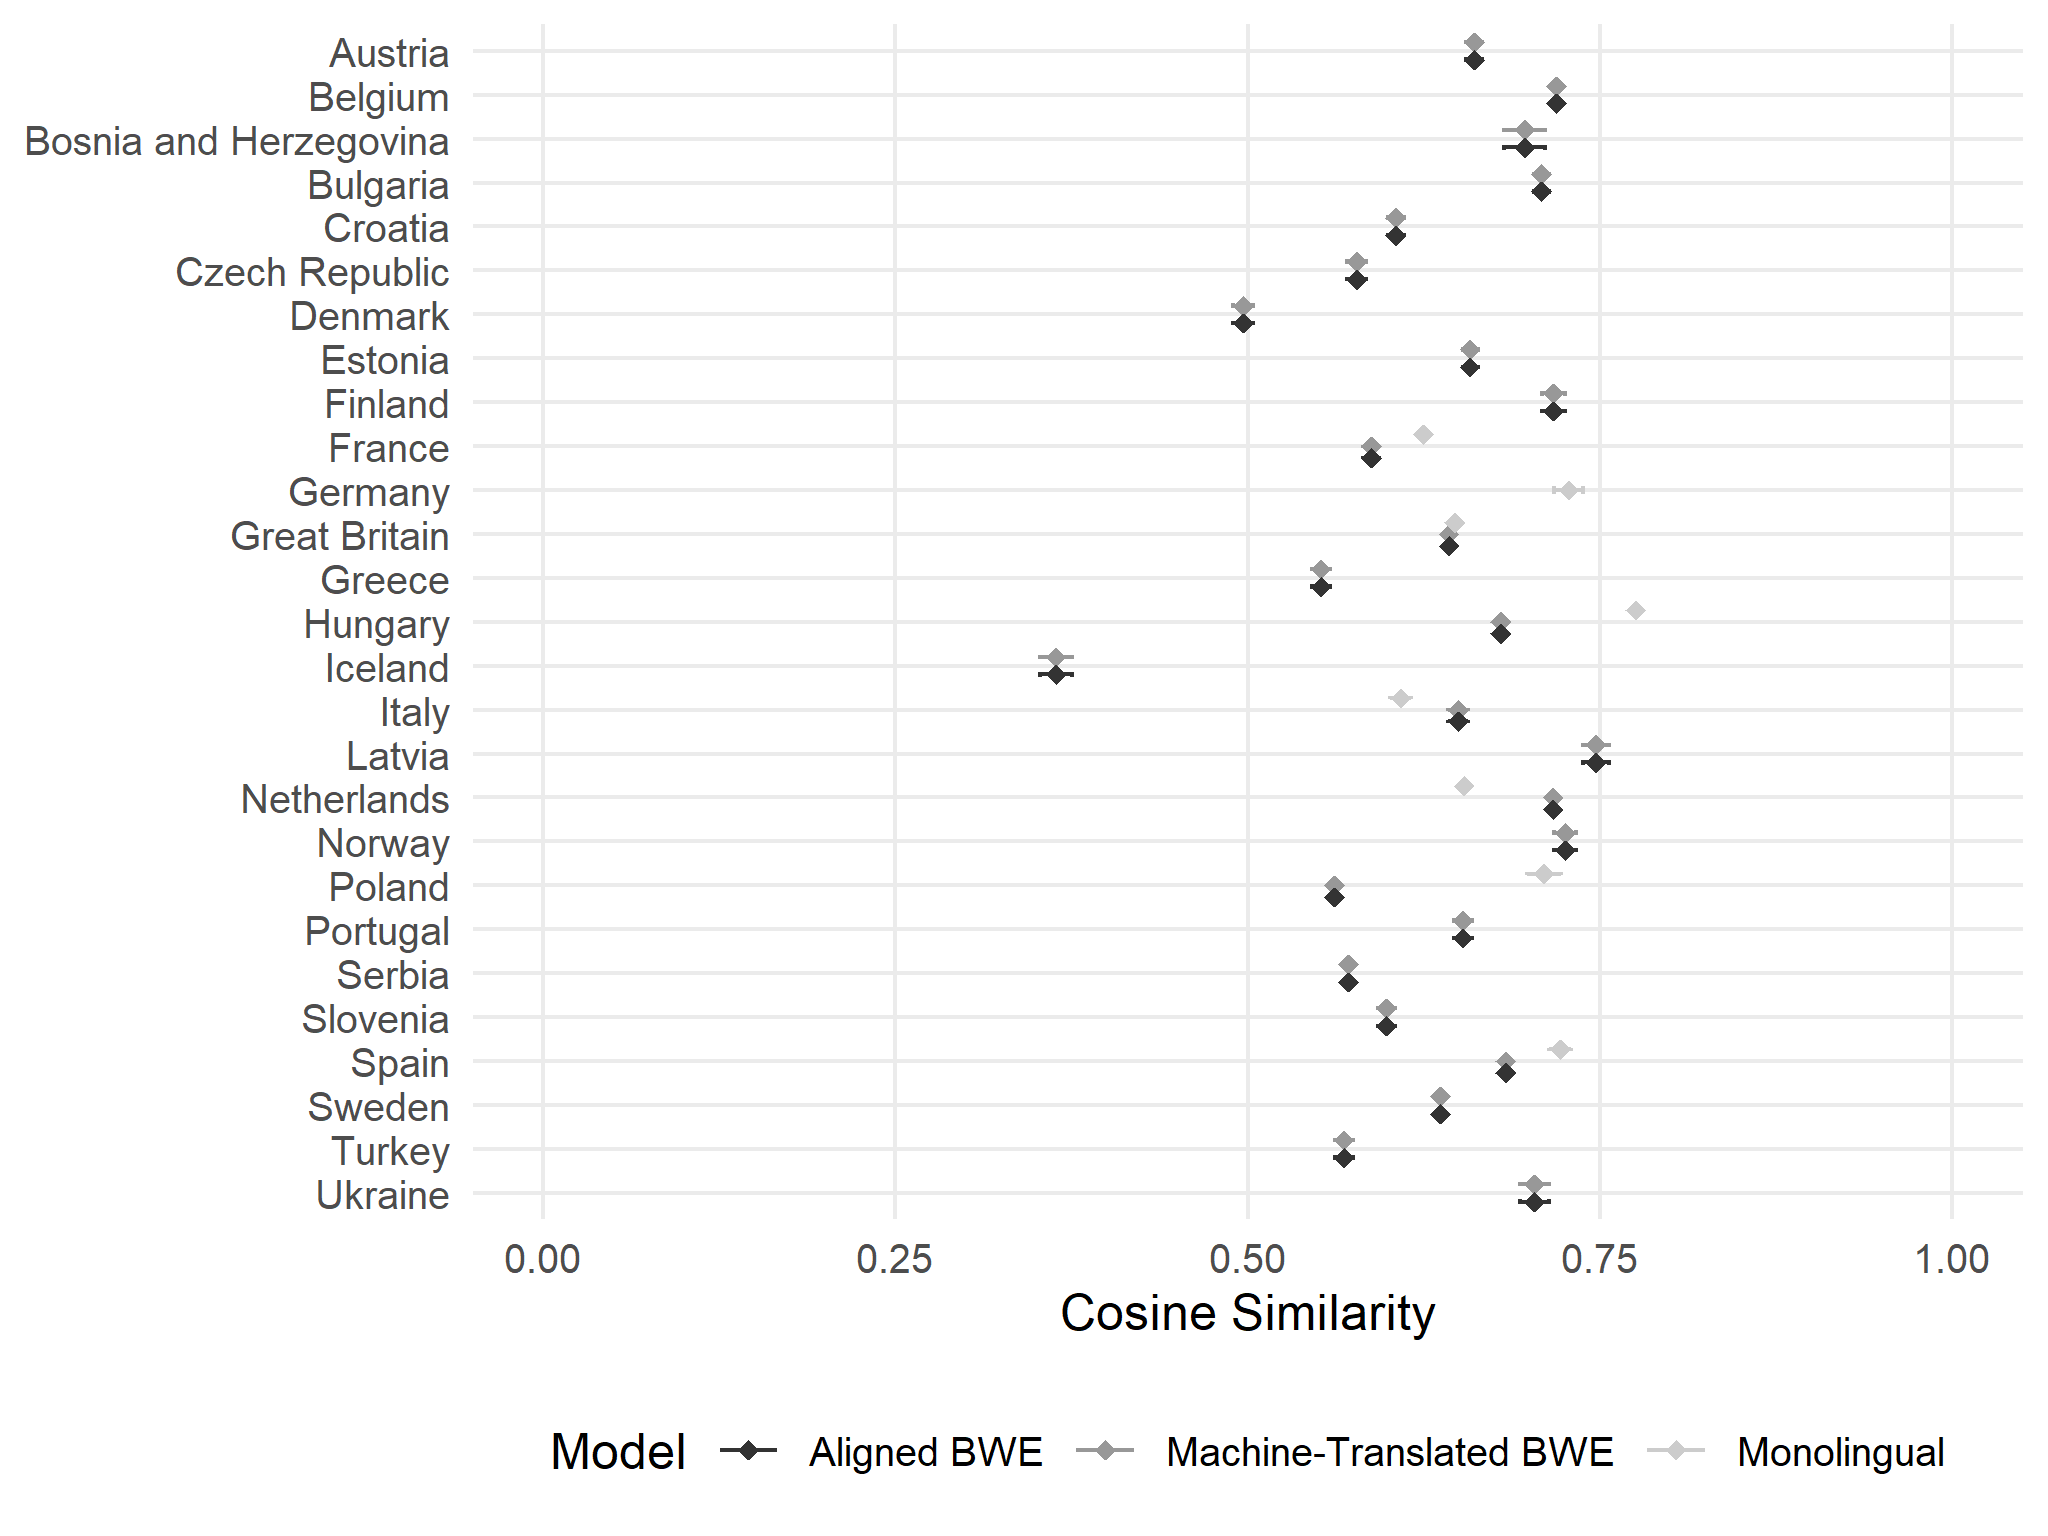 Austria
Belgium
Bosnia and Herzegovina
Bulgaria
Croatia
Czech Republic
Denmark
Estonia
Finland
France
Germany
Great Britain
Greece
Hungary
Iceland
Italy
Latvia
Netherlands
Norway
Poland
Portugal
Serbia
Slovenia
Spain
Sweden
Turkey
Ukraine
0.00 0.25 0.50 0.75 1.00
Cosine Similarity
Model Aligned BWE Machine-Translated BWE Monolingual